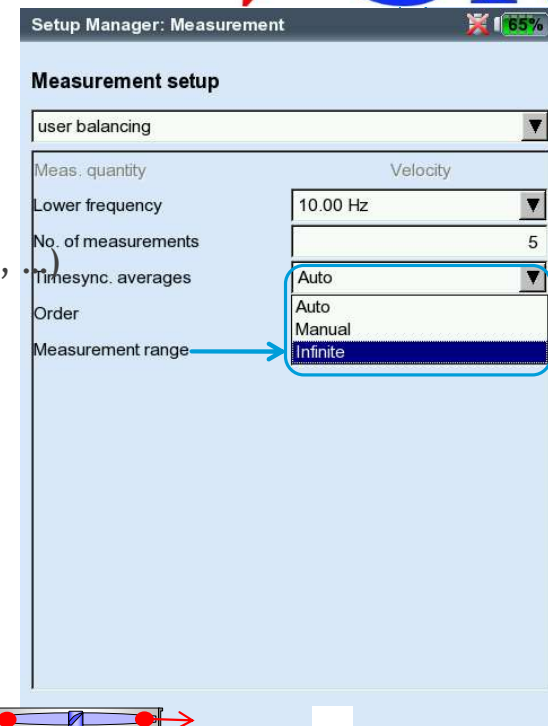 Setup Manager: Measurement 65%
Measurement setup
user balancing
Meas. quantity Velocity
Lower frequency 10.00 Hz
No. of measurements 5
, ...)
Timesync. averages Auto
Order Auto
Manual
Measurement range Infinite